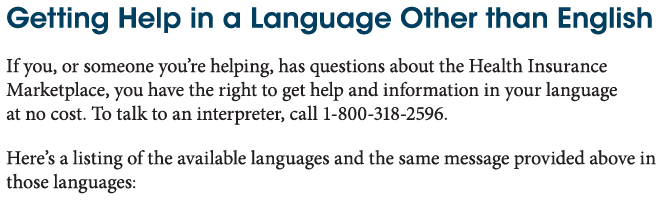 Getting Help in a Language Other than English
If you, or someone you’re helping, has questions about the Health Insurance
Marketplace, you have the right to get help and information in your language
at no cost. To talk to an interpreter, call 1-800-318-2596.
Here’s a listing of the available languages and the same message provided above in
those languages: